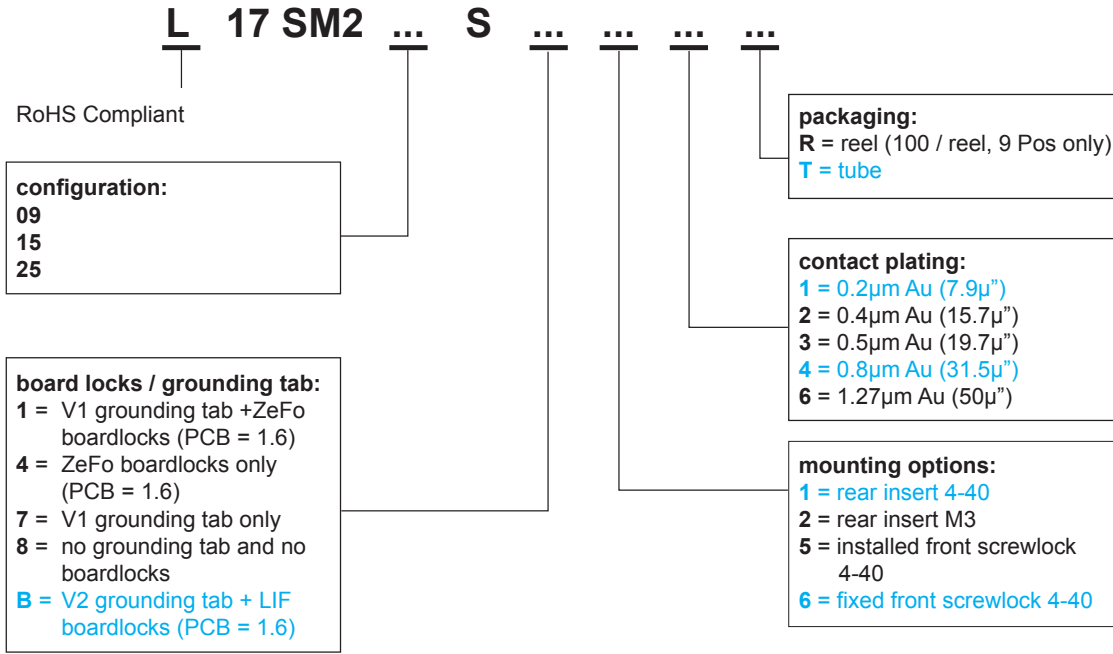 L 17 SM2 ... S ... ... ... ...
RoHS Compliant
configuration:
09
15
25
board locks / grounding tab:
1 = V1 grounding tab +ZeFo
boardlocks (PCB = 1.6)
4 = ZeFo boardlocks only
(PCB = 1.6)
7 = V1 grounding tab only
8 = no grounding tab and no
boardlocks
B = V2 grounding tab + LIF
boardlocks (PCB = 1.6)
packaging:
R = reel (100 / reel, 9 Pos only)
T = tube
contact plating:
1 = 0.2µm Au (7.9µ”)
2 = 0.4µm Au (15.7µ”)
3 = 0.5µm Au (19.7µ”)
4 = 0.8µm Au (31.5µ”)
6 = 1.27µm Au (50µ”)
mounting options:
1 = rear insert 4-40
2 = rear insert M3
5 = installed front screwlock
4-40
6 = fixed front screwlock 4-40